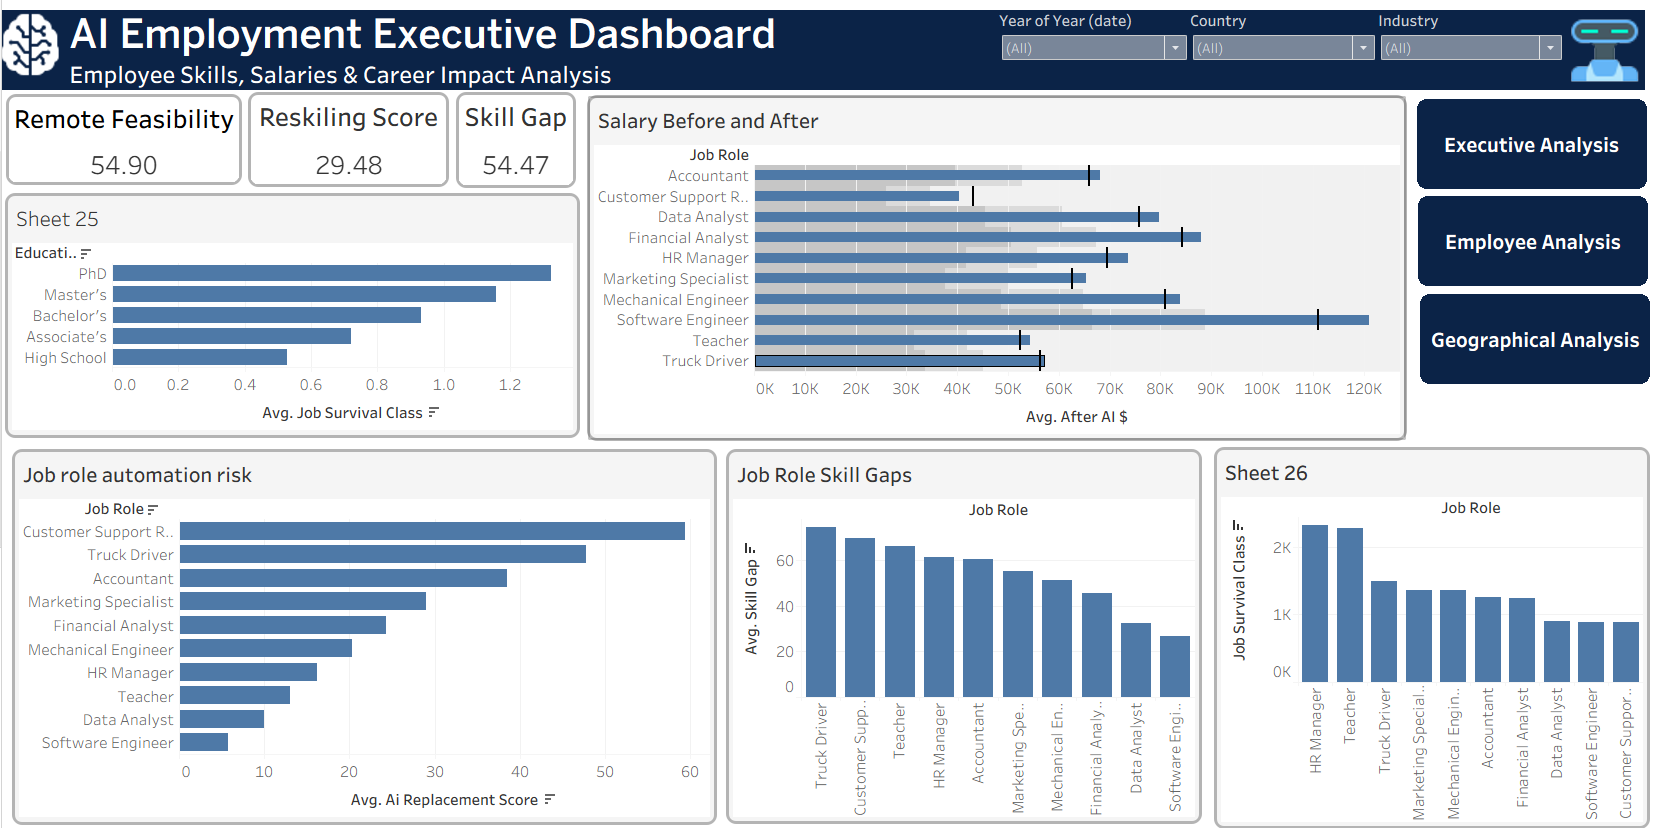 AI Employment Executive Dashboard
Employee Skills, Salaries & Career Impact Analysis
Year of Year (date)
(All)
Country
(All)
Industry
(All)
Remote Feasibility
54.90
Reskiling Score
29.48
Skill Gap
54.47
Sheet 25
Educati..
PhD
Master's
Bachelor's
Associate's
High School
0.0 0.2 0.4 0.6 0.8 1.0 1.2
Avg. Job Survival Class
Salary Before and After
Job Role
Accountant
Customer Support R..
Data Analyst
Financial Analyst
HR Manager
Marketing Specialist
Mechanical Engineer
Software Engineer
Teacher
Truck Driver
0K 10K 20K 30K 40K 50K 60K 70K 80K 90K 100K 110K 120K
Avg. After AI $
Executive Analysis
Employee Analysis
Geographical Analysis
Job role automation risk
Job Role
Customer Support R..
Truck Driver
Accountant
Marketing Specialist
Financial Analyst
Mechanical Engineer
HR Manager
Teacher
Data Analyst
Software Engineer
0 10 20 30 40 50 60
Avg. Ai Replacement Score
Job Role Skill Gaps
Job Role
Avg. Skill Gap
60
40
20
0
Truck Driver
Customer Supp..
Teacher
HR Manager
Accountant
Marketing Spe..
Mechanical En..
Financial Analy..
Data Analyst
Software Engi..
Sheet 26
Job Role
Job Survival Class
2K
1K
0K
HR Manager
Teacher
Truck Driver
Marketing Special..
Mechanical Engin..
Accountant
Financial Analyst
Data Analyst
Software Engineer
Customer Suppor..